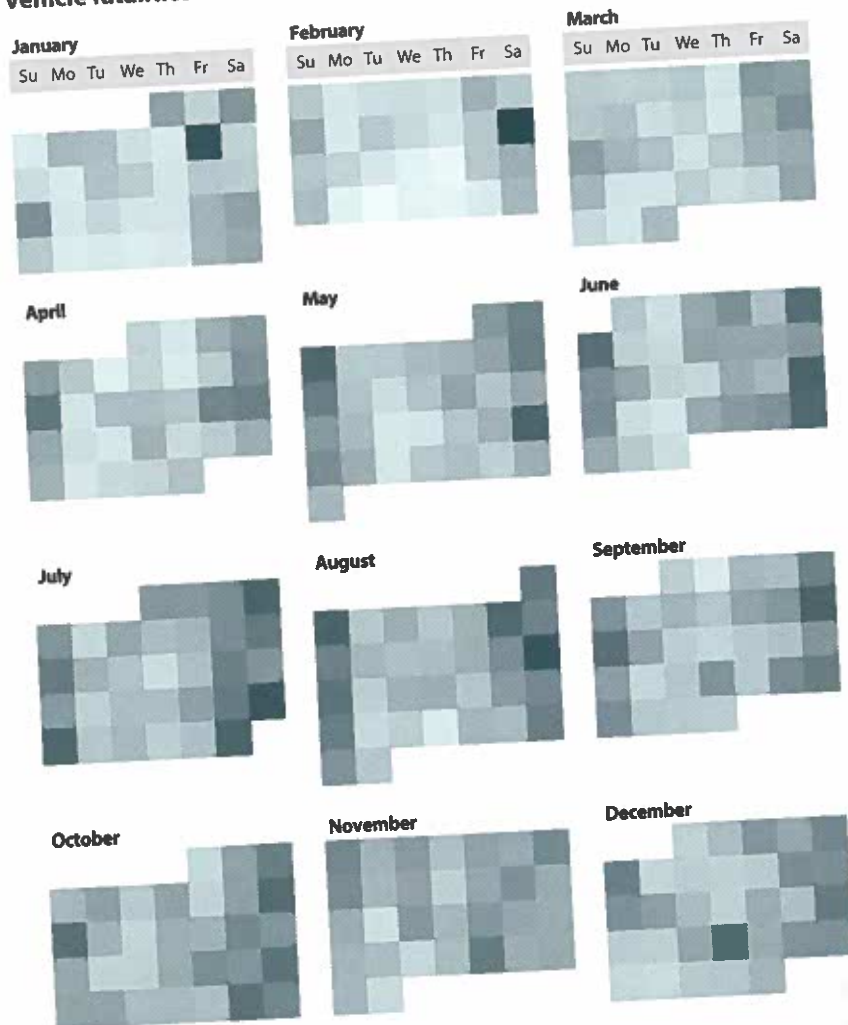 January
February
March
Su Mo Tu We Th Fr Sa
Su Mo Tu We Th Fr Sa
Su Mo Tu We Th Fr Sa
April
May
June
July
August
September
October
November
December